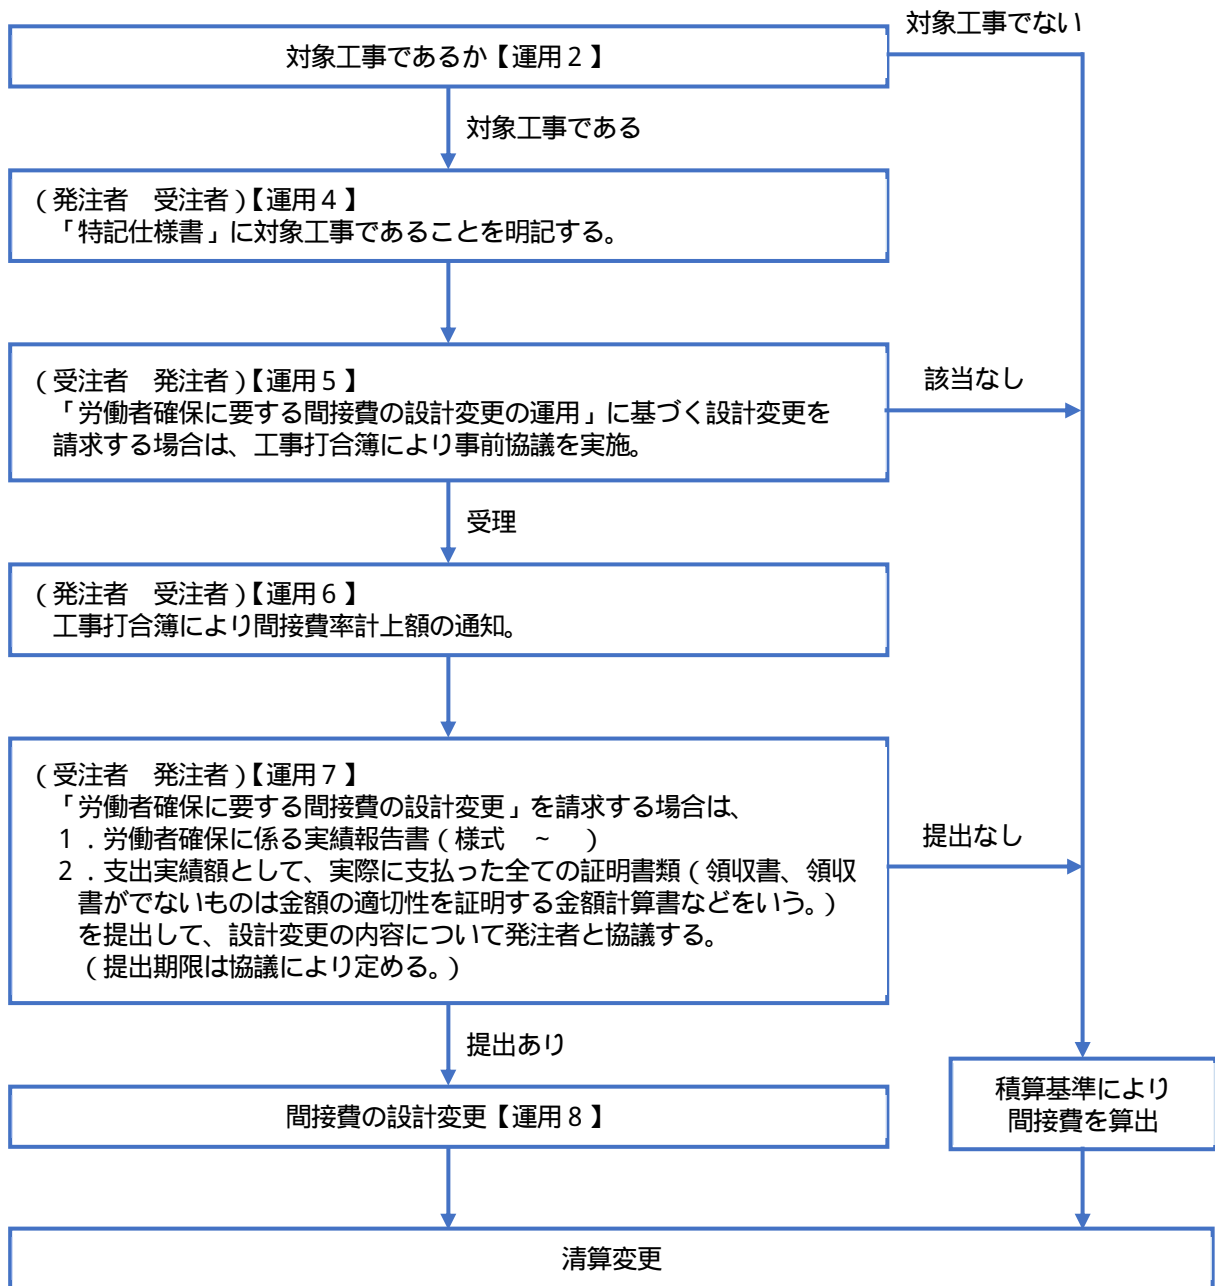 対象工事でない
対象工事であるか【運用２】
対象工事である
（発注者　受注者）【運用４】
「特記仕様書」に対象工事であることを明記する。
（受注者　発注者）【運用５】
「労働者確保に要する間接費の設計変更の運用」に基づく設計変更を
請求する場合は、工事打合簿により事前協議を実施。
該当なし
受理
（発注者　受注者）【運用６】
工事打合簿により間接費率計上額の通知。
（受注者　発注者）【運用７】
「労働者確保に要する間接費の設計変更」を請求する場合は、
１．労働者確保に係る実績報告書（様式　～　）
２．支出実績額として、実際に支払った全ての証明書類（領収書、領収
書がでないものは金額の適切性を証明する金額計算書などをいう。）
を提出して、設計変更の内容について発注者と協議する。
（提出期限は協議により定める。）
提出なし
提出あり
間接費の設計変更【運用８】
積算基準により
間接費を算出
清算変更